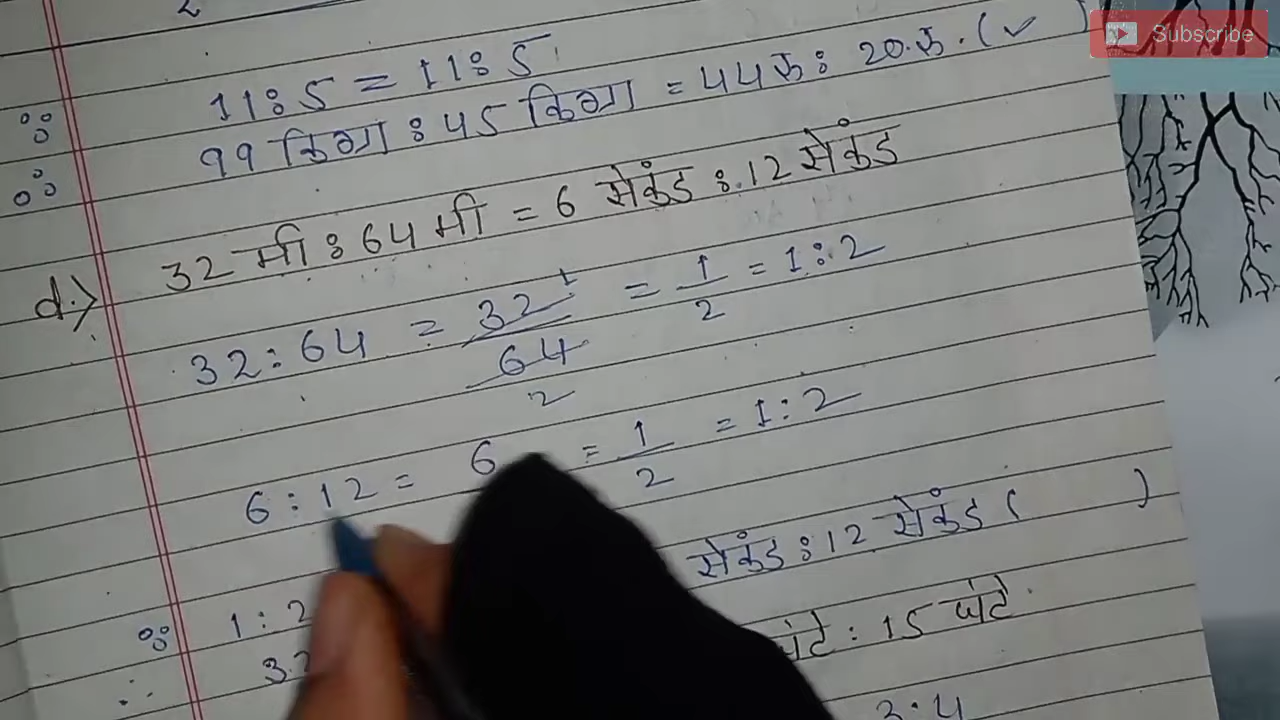 Subscribe
∵ 11:5 = 11:5
∴ 99 किग्रा : 45 किग्रा = 44 रू : 20 रू. (✓)
d.) 32 मी : 64 मी = 6 सेकंड : 12 सेकंड
32 : 64 = 32/64 = 1/2 = 1:2
6 : 12 = 6 = 1/2 = 1:2
∵ 1:2
∴ 32 सेकंड : 12 सेकंड ( )
घंटे : 15 घंटे
3:4